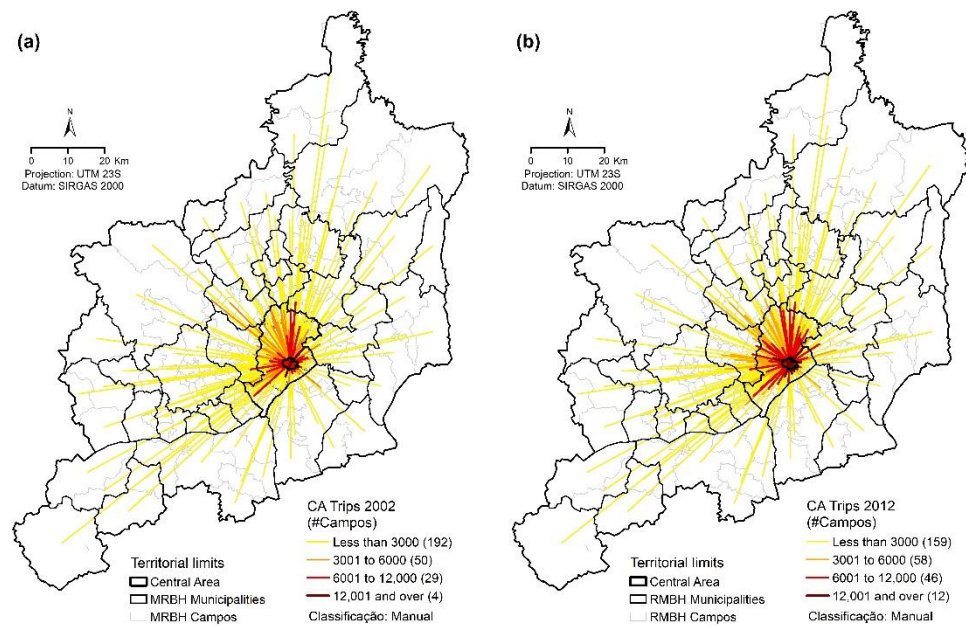 (a)
N
0 10 20 Km
Projection: UTM 23S
Datum: SIRGAS 2000
CA Trips 2002
(#Campos)
Less than 3000 (192)
3001 to 6000 (50)
6001 to 12,000 (29)
12,001 and over (4)
Classificação: Manual
Territorial limits
Central Area
MRBH Municipalities
MRBH Campos
(b)
N
0 10 20 Km
Projection: UTM 23S
Datum: SIRGAS 2000
CA Trips 2012
(#Campos)
Less than 3000 (159)
3001 to 6000 (58)
6001 to 12,000 (46)
12,001 and over (12)
Classificação: Manual
Territorial limits
Central Area
RMBH Municipalities
RMBH Campos